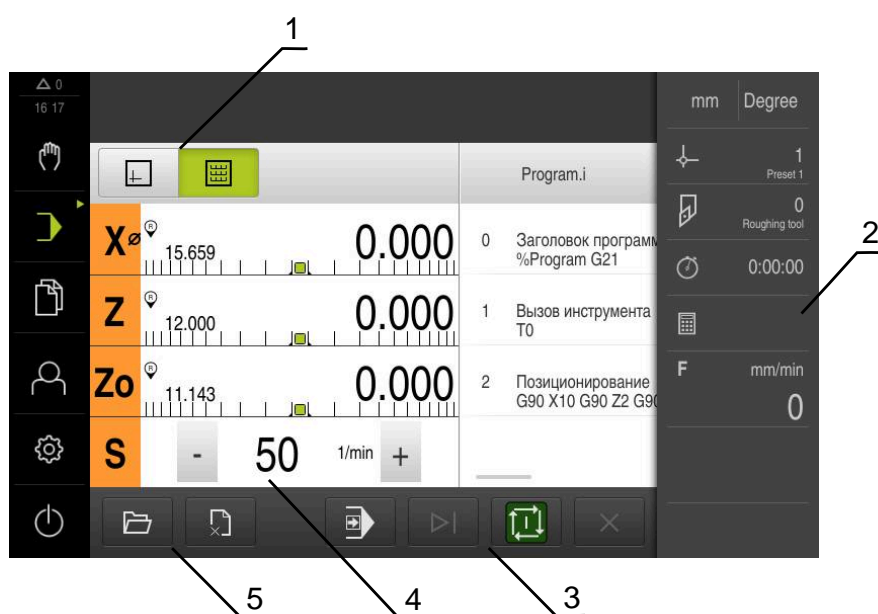 1
0
16 17
mm Degree
1
Preset 1
Program.i
0
Roughing tool
2
X⌀ R 15.659 0.000
0 Заголовок програм
%Program G21
0:00:00
Z R 12.000 0.000
1 Вызов инструмента
T0
F mm/min
0
Zo R 11.143 0.000
2 Позиционирование
G90 X10 G90 Z2 G90
S - 50 1/min +
5
4
3